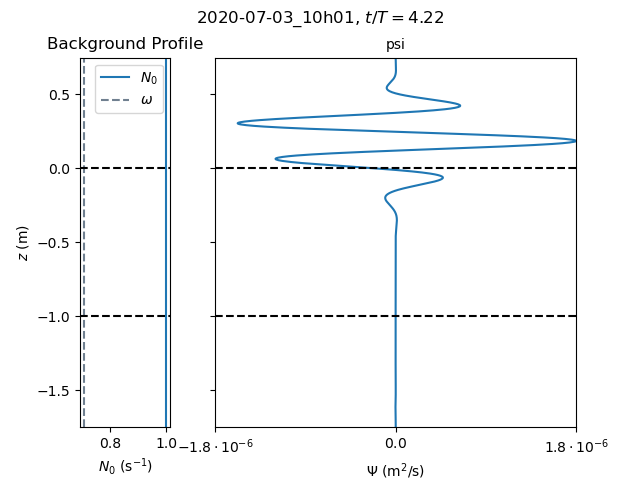 2020-07-03_10h01, t/T = 4.22
Background Profile
psi
N₀
ω
0.5
0.0
−0.5
−1.0
−1.5
z (m)
0.8 1.0
−1.8 · 10⁻⁶ 0.0 1.8 · 10⁻⁶
N₀ (s⁻¹)
Ψ (m²/s)